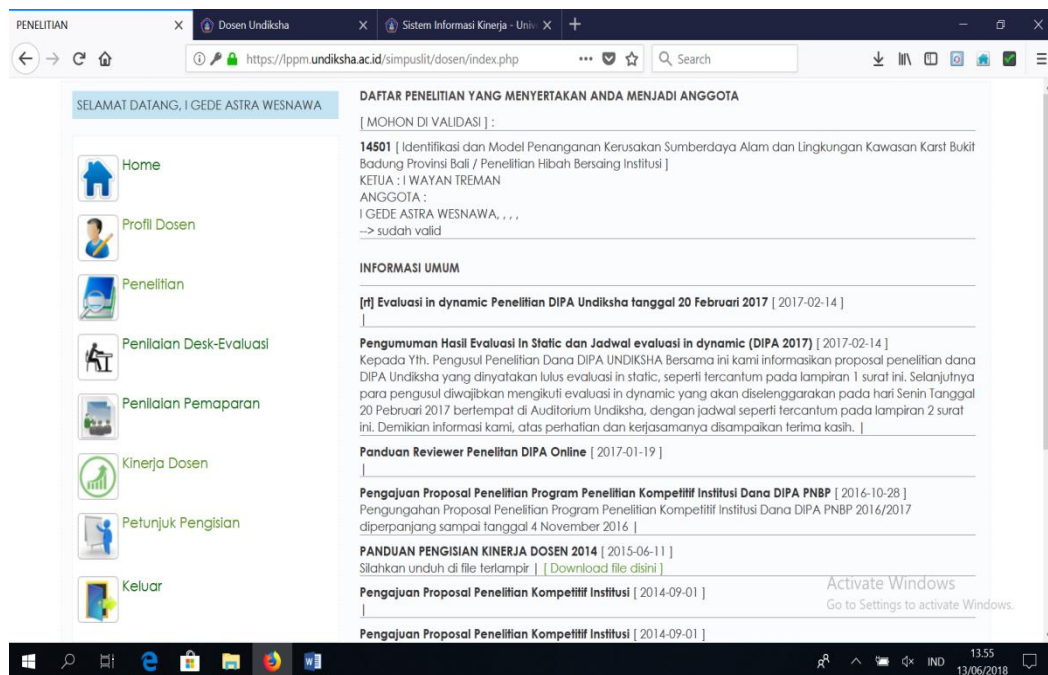 PENELITIAN
Dosen Undiksha
Sistem Informasi Kinerja - Univ
https://lppm.undiksha.ac.id/simpuslit/dosen/index.php
Search
SELAMAT DATANG, I GEDE ASTRA WESNAWA
Home
Profil Dosen
Penelitian
Penilaian Desk-Evaluasi
Penilaian Pemaparan
Kinerja Dosen
Petunjuk Pengisian
Keluar
DAFTAR PENELITIAN YANG MENYERTAKAN ANDA MENJADI ANGGOTA
[ MOHON DI VALIDASI ] :
14501 [ Identifikasi dan Model Penanganan Kerusakan Sumberdaya Alam dan Lingkungan Kawasan Karst Bukit
Badung Provinsi Bali / Penelitian Hibah Bersaing Institusi ]
KETUA : I WAYAN TREMAN
ANGGOTA :
I GEDE ASTRA WESNAWA, , , ,
--> sudah valid
INFORMASI UMUM
[rt] Evaluasi in dynamic Penelitian DIPA Undiksha tanggal 20 Februari 2017 [ 2017-02-14 ]
|
Pengumuman Hasil Evaluasi In Static dan Jadwal evaluasi in dynamic (DIPA 2017) [ 2017-02-14 ]
Kepada Yth. Pengusul Penelitian Dana DIPA UNDIKSHA Bersama ini kami informasikan proposal penelitian dana
DIPA Undiksha yang dinyatakan lulus evaluasi in static, seperti tercantum pada lampiran 1 surat ini. Selanjutnya
para pengusul diwajibkan mengikuti evaluasi in dynamic yang akan diselenggarakan pada hari Senin Tanggal
20 Pebruari 2017 bertempat di Auditorium Undiksha, dengan jadwal seperti tercantum pada lampiran 2 surat
ini. Demikian informasi kami, atas perhatian dan kerjasamanya disampaikan terima kasih. |
Panduan Reviewer Penelitan DIPA Online [ 2017-01-19 ]
|
Pengajuan Proposal Penelitian Program Penelitian Kompetitif Institusi Dana DIPA PNBP [ 2016-10-28 ]
Pengungahan Proposal Penelitian Program Penelitian Kompetitif Institusi Dana DIPA PNBP 2016/2017
diperpanjang sampai tanggal 4 November 2016 |
PANDUAN PENGISIAN KINERJA DOSEN 2014 [ 2015-06-11 ]
Silahkan unduh di file terlampir | [ Download file disini ]
Pengajuan Proposal Penelitian Kompetitif Institusi [ 2014-09-01 ]
|
Pengajuan Proposal Penelitian Kompetitif Institusi [ 2014-09-01 ]
Activate Windows
Go to Settings to activate Windows.
IND
13.55
13/06/2018